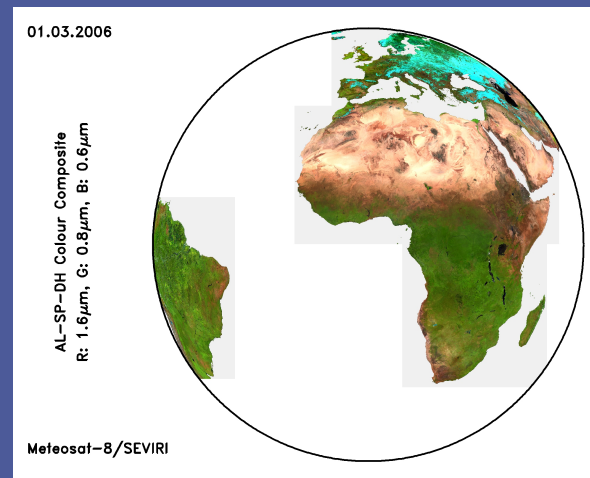 01.03.2006
AL-SP-DH Colour Composite
R: 1.6μm, G: 0.8μm, B: 0.6μm
Meteosat-8/SEVIRI